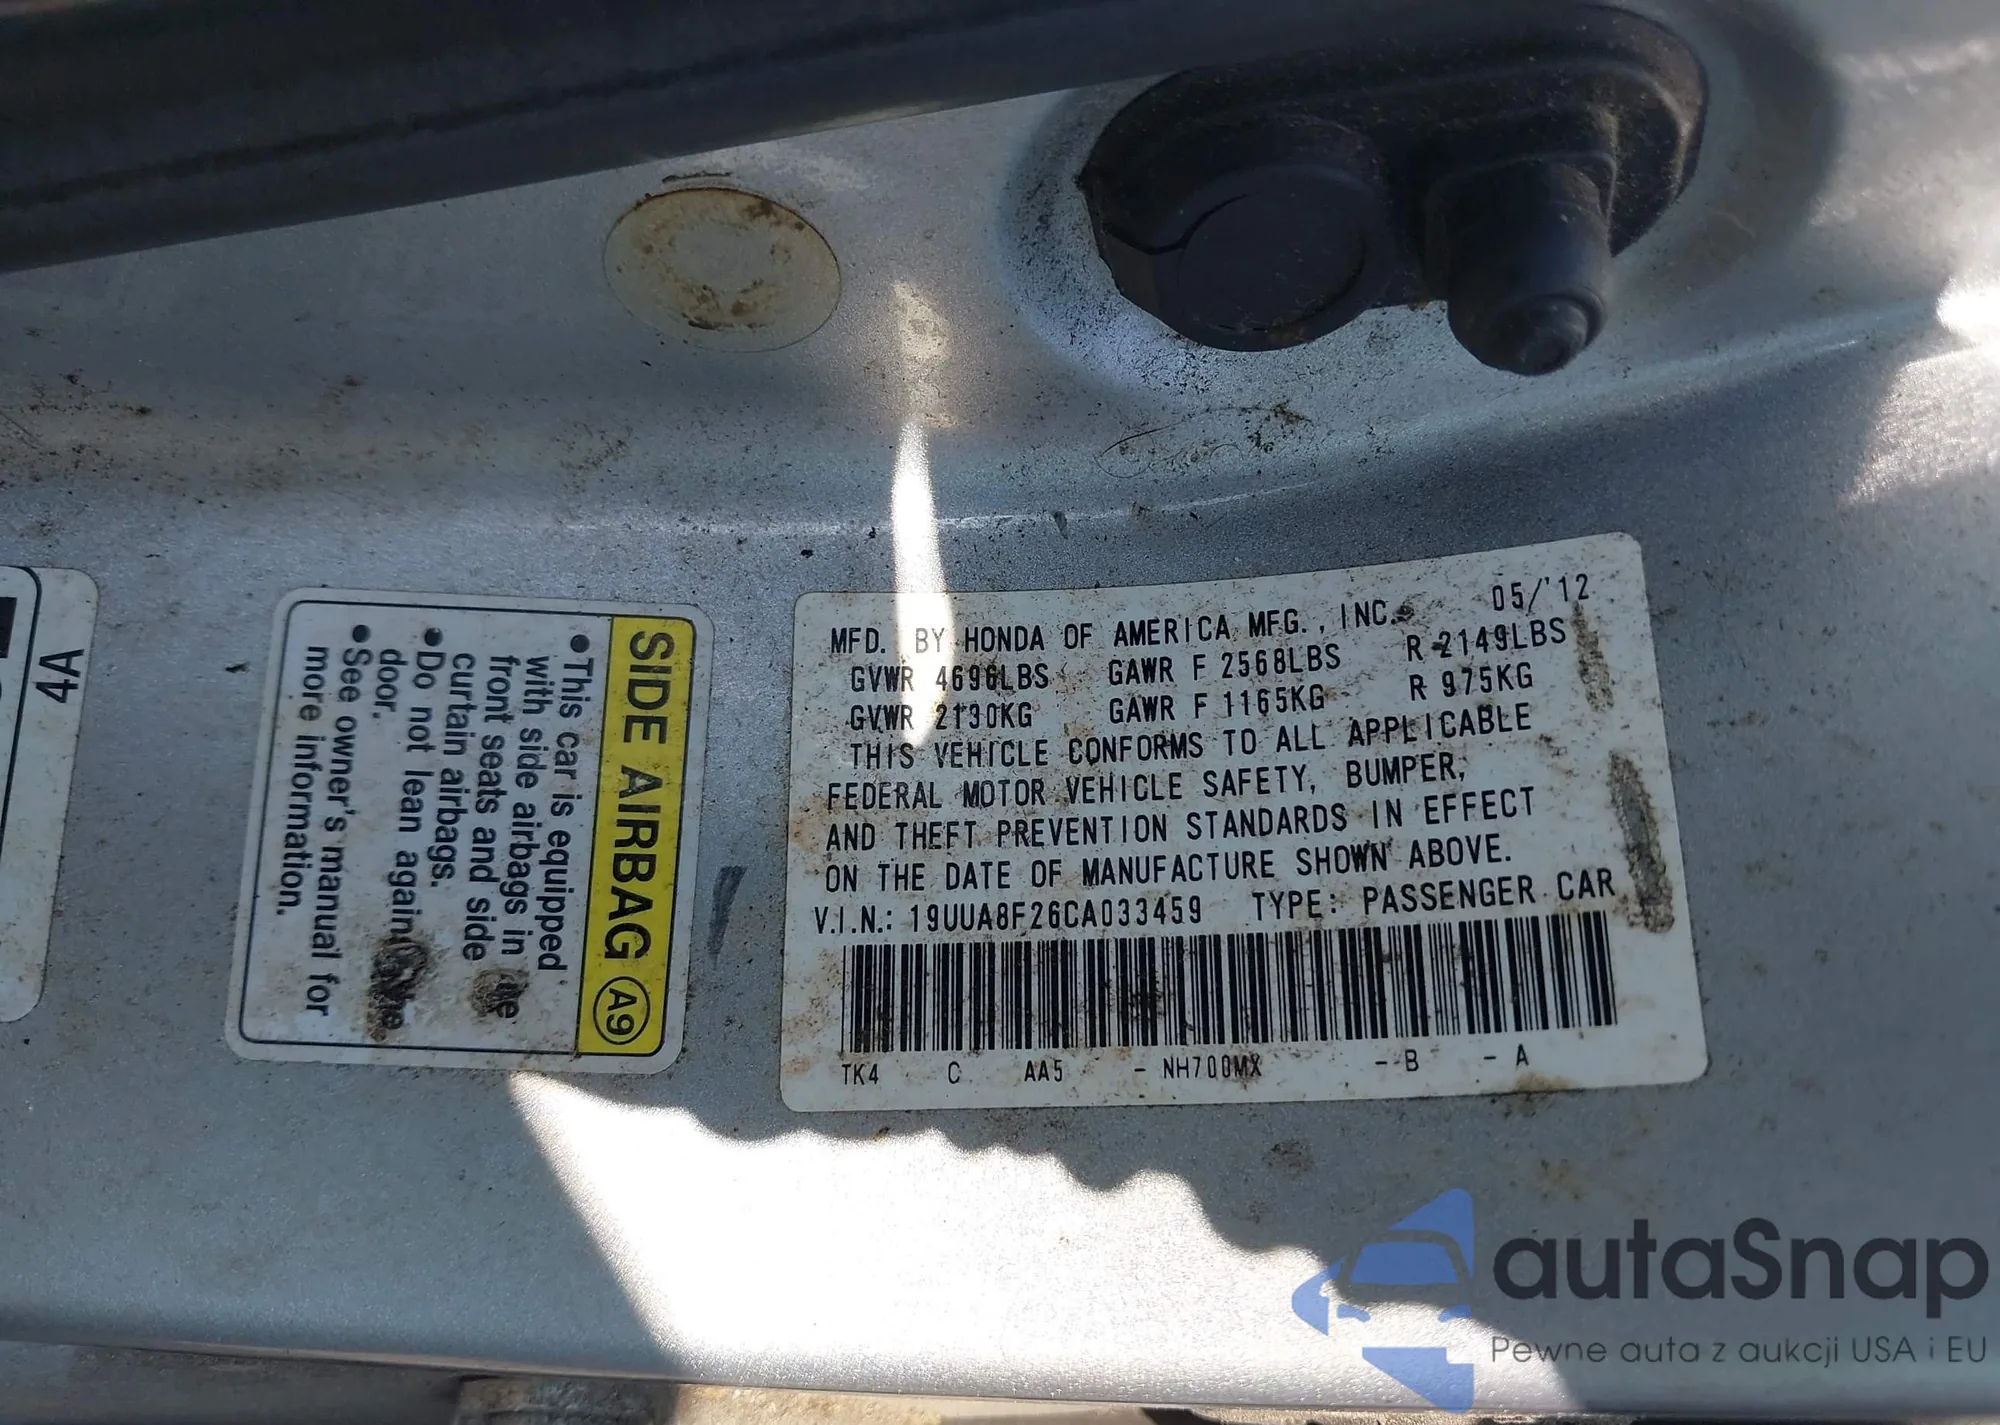 4A
SIDE AIRBAG A9
●This car is equipped
with side airbags in
front seats and side
curtain airbags.
●Do not lean against
door.
●See owner's manual for
more information.
MFD. BY HONDA OF AMERICA MFG., INC. 05/'12
GVWR 4696LBS GAWR F 2568LBS R 2149LBS
GVWR 2130KG GAWR F 1165KG R 975KG
THIS VEHICLE CONFORMS TO ALL APPLICABLE
FEDERAL MOTOR VEHICLE SAFETY, BUMPER,
AND THEFT PREVENTION STANDARDS IN EFFECT
ON THE DATE OF MANUFACTURE SHOWN ABOVE.
V.I.N.: 19UUA8F26CA033459 TYPE: PASSENGER CAR
TK4 C AA5 - NH700MX -- B - A
autaSnap
Pewne auta z aukcji USA i EU